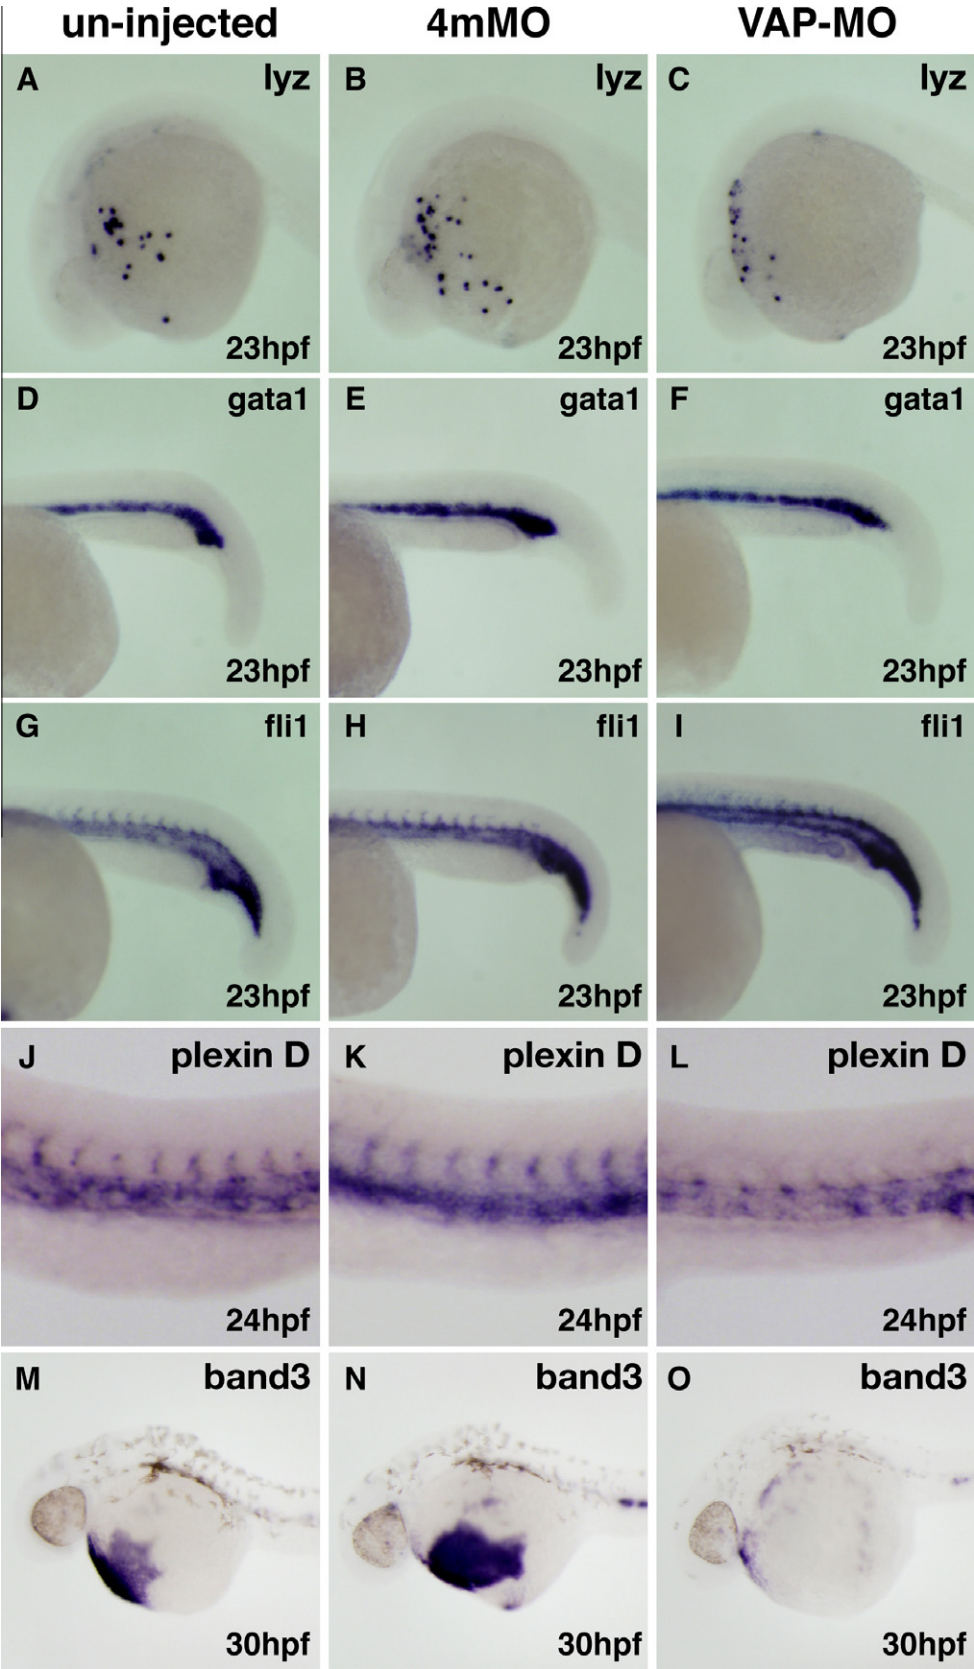 un-injected 4mMO VAP-MO
A lyz B lyz C lyz
23hpf 23hpf 23hpf
D gata1 E gata1 F gata1
23hpf 23hpf 23hpf
G fli1 H fli1 I fli1
23hpf 23hpf 23hpf
J plexin D K plexin D L plexin D
24hpf 24hpf 24hpf
M band3 N band3 O band3
30hpf 30hpf 30hpf